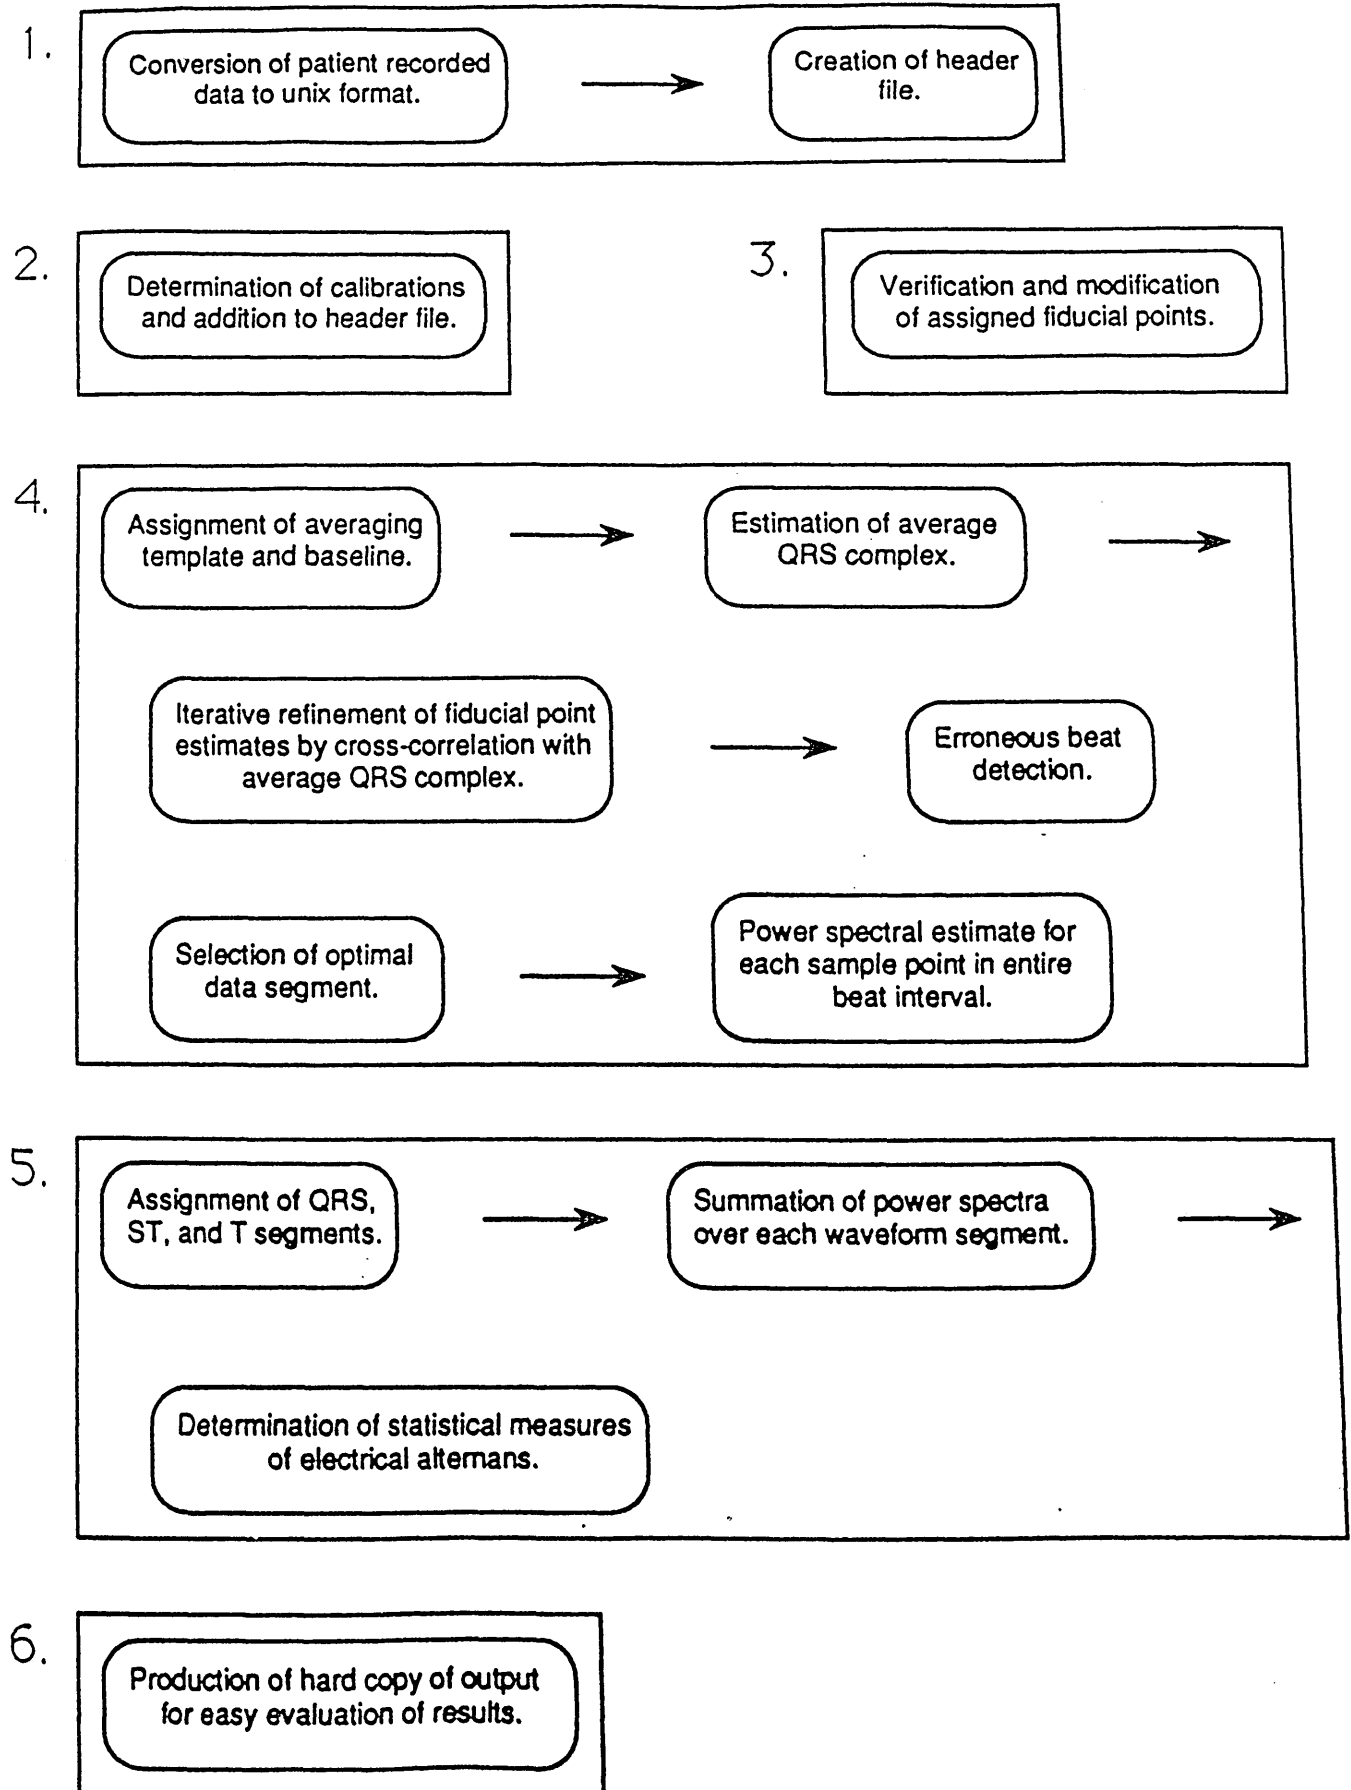 1.
Conversion of patient recorded
data to unix format.
Creation of header
file.
2.
Determination of calibrations
and addition to header file.
3.
Verification and modification
of assigned fiducial points.
4.
Assignment of averaging
template and baseline.
Estimation of average
QRS complex.
Iterative refinement of fiducial point
estimates by cross-correlation with
average QRS complex.
Erroneous beat
detection.
Selection of optimal
data segment.
Power spectral estimate for
each sample point in entire
beat interval.
5.
Assignment of QRS,
ST, and T segments.
Summation of power spectra
over each waveform segment.
Determination of statistical measures
of electrical alternans.
6.
Production of hard copy of output
for easy evaluation of results.